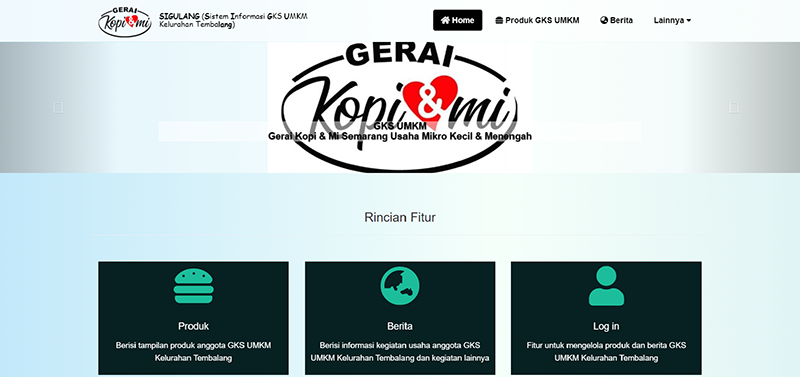 GERAI
Kopi & mi
SIGULANG (Sistem Informasi GKS UMKM
Kelurahan Tembalang)
Home
Produk GKS UMKM
Berita
Lainnya
GERAI
Kopi & mi
GKS UMKM
Gerai Kopi & Mi Semarang Usaha Mikro Kecil & Menengah
Rincian Fitur
Produk
Berisi tampilan produk anggota GKS UMKM
Kelurahan Tembalang
Berita
Berisi informasi kegiatan usaha anggota GKS
UMKM Kelurahan Tembalang dan kegiatan lainnya
Log in
Fitur untuk mengelola produk dan berita GKS
UMKM Kelurahan Tembalang